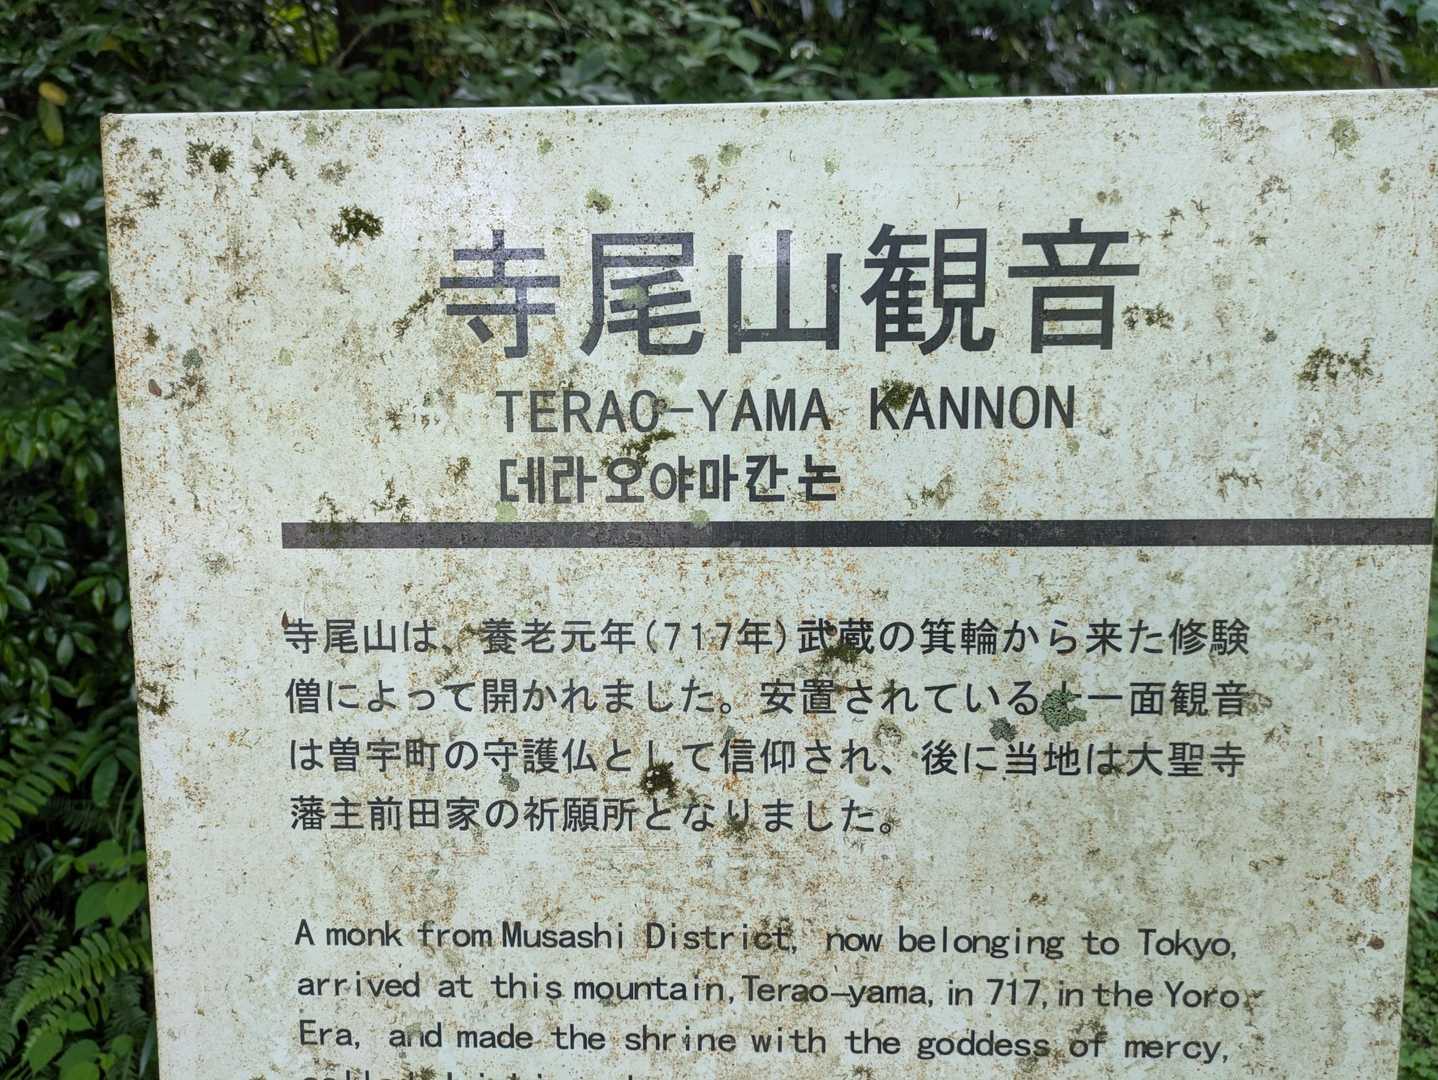 寺尾山観音
TERAO-YAMA KANNON
데라오야마칸논
寺尾山は、養老元年(717年)武蔵の箕輪から来た修験
僧によって開かれました。安置されている十一面観音
は曽宇町の守護仏として信仰され、後に当地は大聖寺
藩主前田家の祈願所となりました。
A monk from Musashi District, now belonging to Tokyo,
arrived at this mountain, Terao-yama, in 717, in the Yoro
Era, and made the shrine with the goddess of mercy,